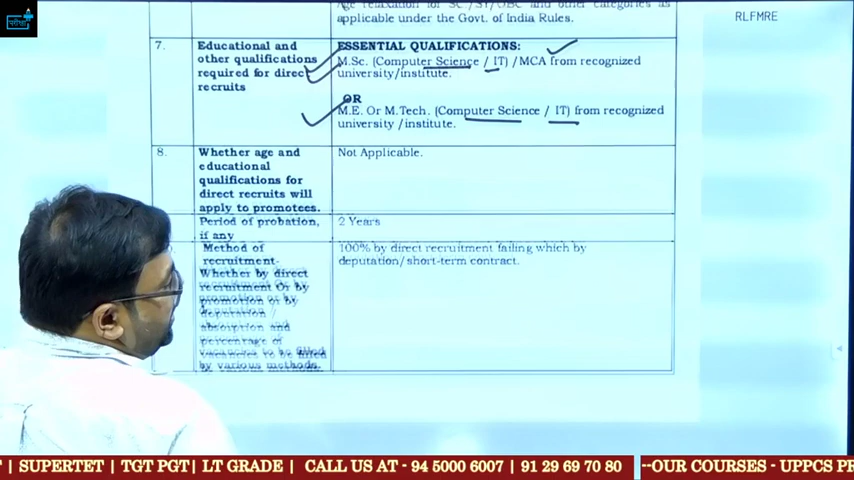 परीक्षा
RLFMRE
Age relaxation for SC/ST/OBC and other categories as
applicable under the Govt. of India Rules.
7. Educational and
other qualifications
required for direct
recruits
ESSENTIAL QUALIFICATIONS:
M.Sc. (Computer Science / IT) /MCA from recognized
university/institute.
OR
M.E. Or M.Tech. (Computer Science / IT) from recognized
university /institute.
8. Whether age and
educational
qualifications for
direct recruits will
apply to promotees.
Not Applicable.
Period of probation,
if any
2 Years
Method of
recruitment-
Whether by direct
recruitment Or by
promotion or by
deputation /
absorption and
percentage of
vacancies to be filled
by various methods.
100% by direct recruitment failing which by
deputation/short-term contract.
| SUPERTET | TGT PGT| LT GRADE | CALL US AT - 94 5000 6007 | 91 29 69 70 80 --OUR COURSES - UPPCS